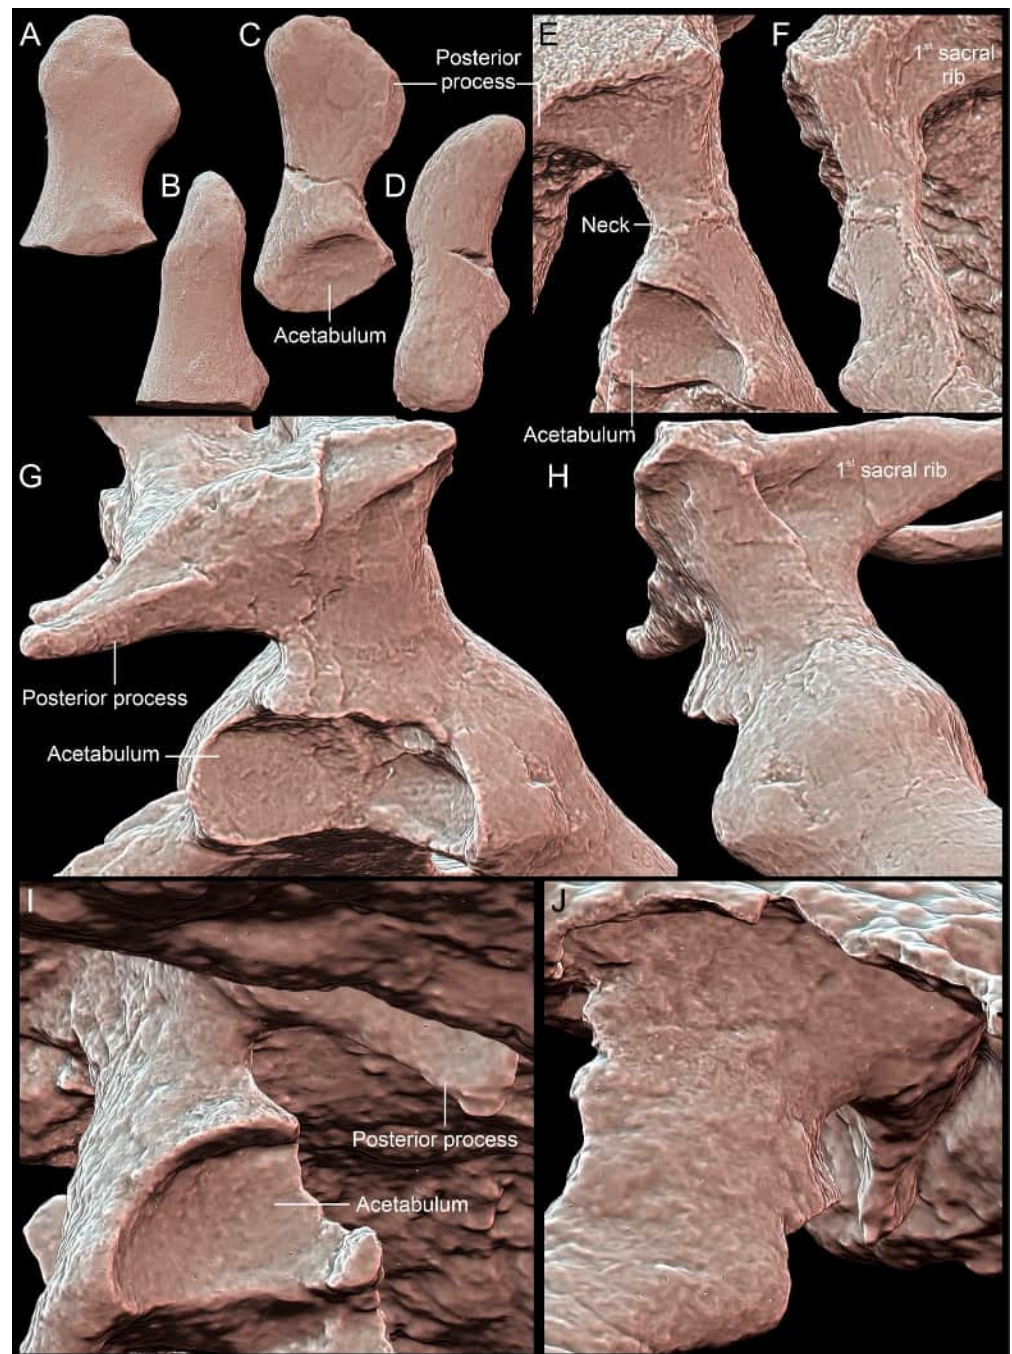 A
B
C
D
E
F
Posterior
process
1st sacral
rib
Neck
Acetabulum
Acetabulum
G
H
1st sacral rib
Posterior process
Acetabulum
I
J
Posterior process
Acetabulum